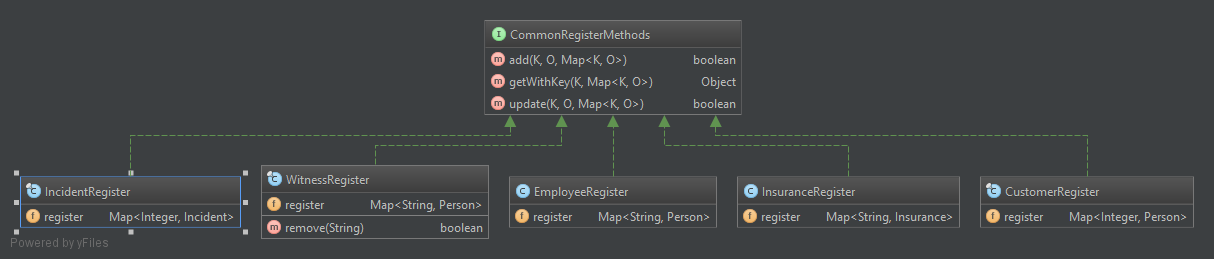 I CommonRegisterMethods
m add(K, O, Map<K, O>) boolean
m getWithKey(K, Map<K, O>) Object
m update(K, O, Map<K, O>) boolean
C IncidentRegister
f register Map<Integer, Incident>
C WitnessRegister
f register Map<String, Person>
m remove(String) boolean
C EmployeeRegister
f register Map<String, Person>
C InsuranceRegister
f register Map<String, Insurance>
C CustomerRegister
f register Map<Integer, Person>
Powered by yFiles